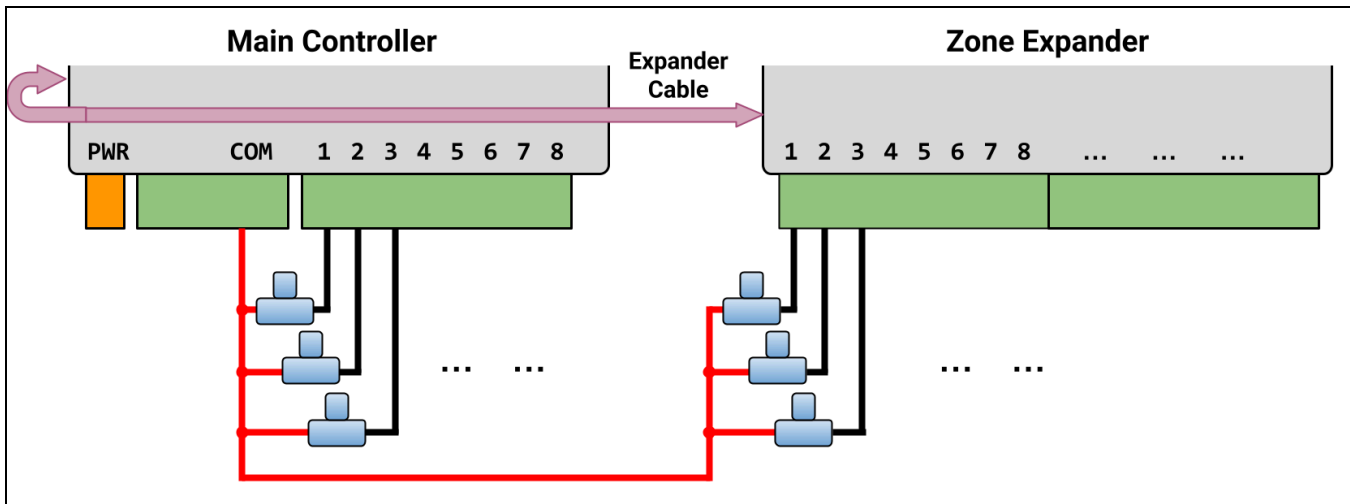 Main Controller
Zone Expander
Expander
Cable
PWR COM 1 2 3 4 5 6 7 8
1 2 3 4 5 6 7 8 ... ... ...
... ...
... ...